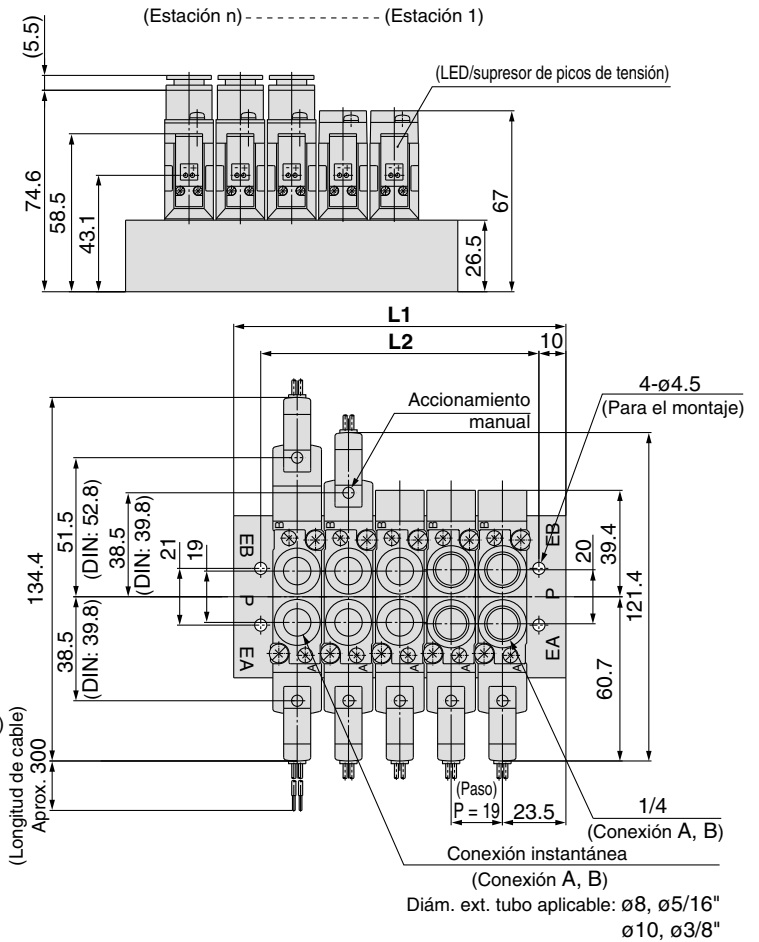 (Estación n)
(Estación 1)
(5.5)
(LED/supresor de picos de tensión)
74.6
58.5
43.1
67
26.5
L1
L2
10
4-ø4.5
(Para el montaje)
Accionamiento
manual
134.4
51.5
(DIN: 52.8)
38.5
(DIN: 39.8)
21
19
38.5
(DIN: 39.8)
EB
P
EA
B
B
B
B
B
A
A
A
A
A
EB
P
EA
20
39.4
121.4
60.7
(Longitud de cable)
Aprox. 300
(Paso)
P = 19
23.5
1/4
(Conexión A, B)
Conexión instantánea
(Conexión A, B)
Diám. ext. tubo aplicable: ø8, ø5/16"
ø10, ø3/8"